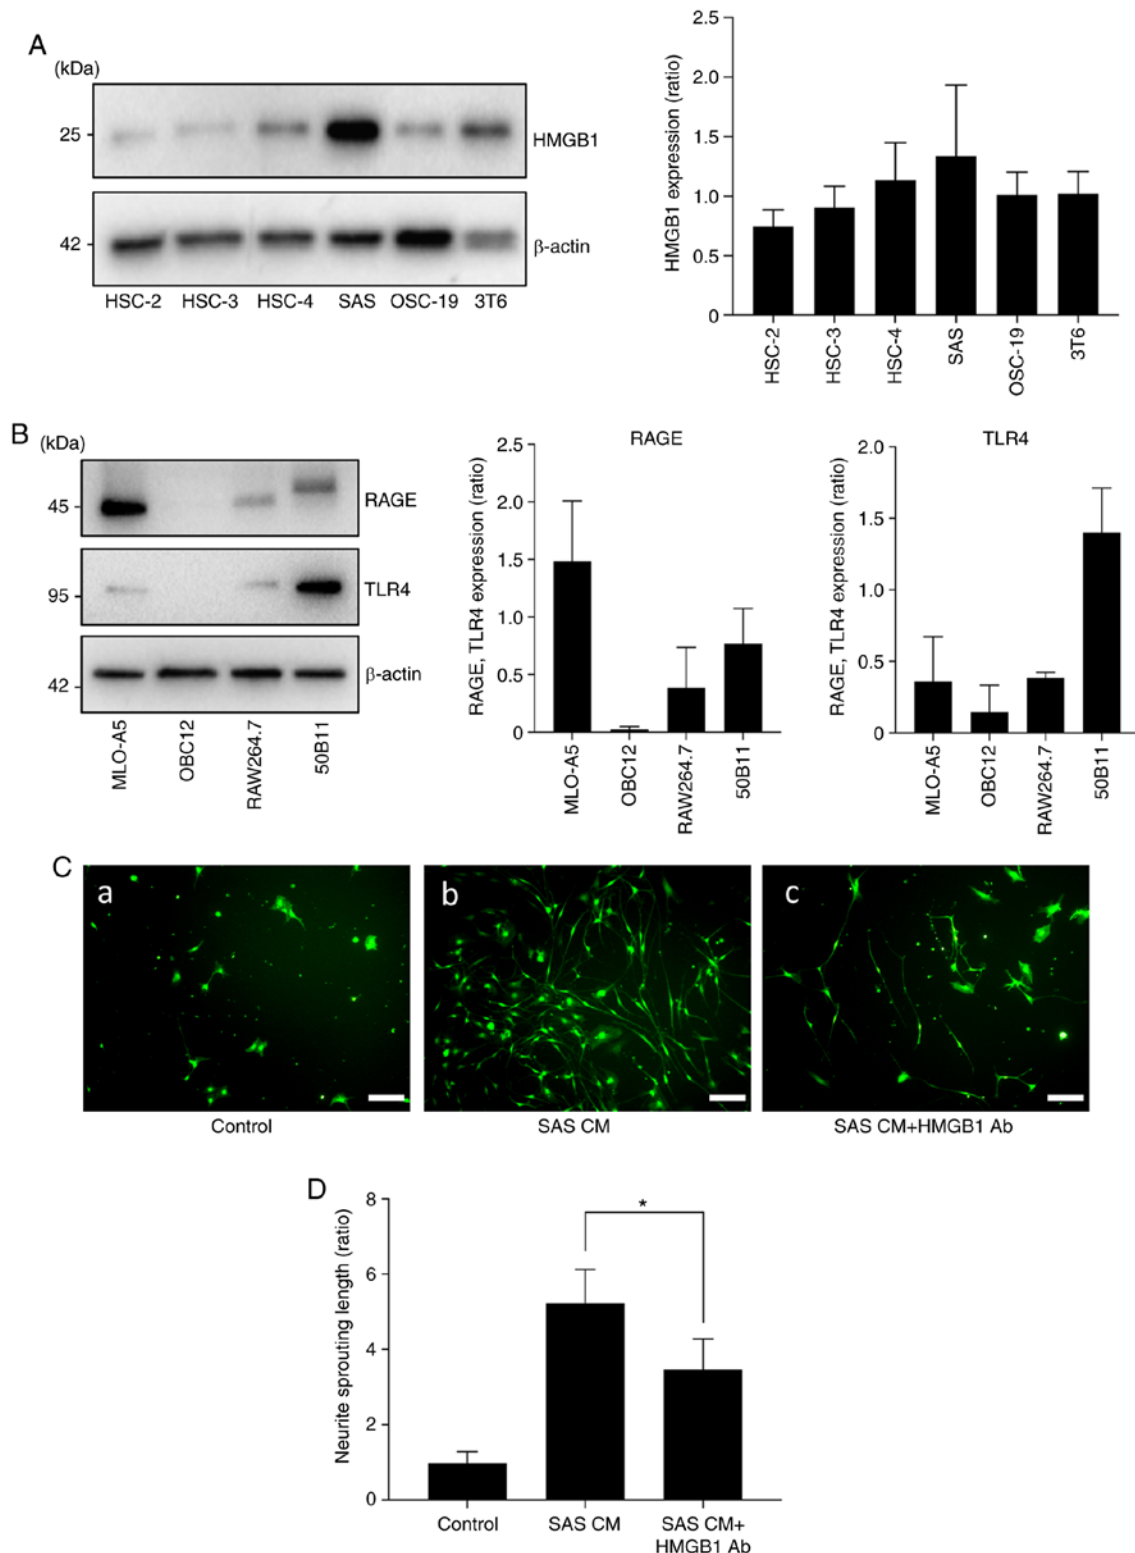 A
(kDa)
25
HMGB1
42
β-actin
HSC-2 HSC-3 HSC-4 SAS OSC-19 3T6
HMGB1 expression (ratio)
2.5
2.0
1.5
1.0
0.5
0
HSC-2
HSC-3
HSC-4
SAS
OSC-19
3T6
B
(kDa)
45
RAGE
95
TLR4
42
β-actin
MLO-A5
OBC12
RAW264.7
50B11
RAGE
RAGE, TLR4 expression (ratio)
2.5
2.0
1.5
1.0
0.5
0
MLO-A5
OBC12
RAW264.7
50B11
TLR4
RAGE, TLR4 expression (ratio)
2.0
1.5
1.0
0.5
0
MLO-A5
OBC12
RAW264.7
50B11
C
a
b
c
Control
SAS CM
SAS CM+HMGB1 Ab
D
Neurite sprouting length (ratio)
8
6
4
2
0
*
Control
SAS CM
SAS CM+
HMGB1 Ab